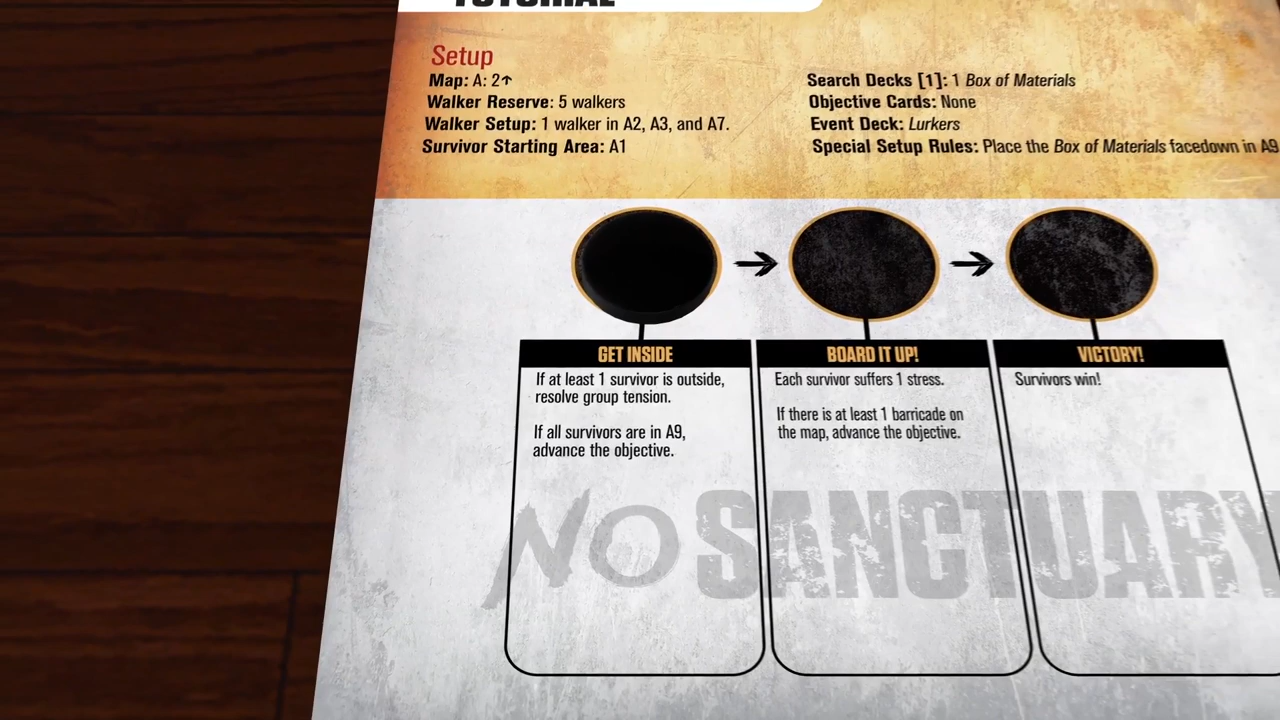 TUTORIAL
Setup
Map: A: 2↑
Walker Reserve: 5 walkers
Walker Setup: 1 walker in A2, A3, and A7.
Survivor Starting Area: A1
Search Decks [1]: 1 Box of Materials
Objective Cards: None
Event Deck: Lurkers
Special Setup Rules: Place the Box of Materials facedown in A9
GET INSIDE
If at least 1 survivor is outside,
resolve group tension.
If all survivors are in A9,
advance the objective.
BOARD IT UP!
Each survivor suffers 1 stress.
If there is at least 1 barricade on
the map, advance the objective.
VICTORY!
Survivors win!
NO SANCTUARY